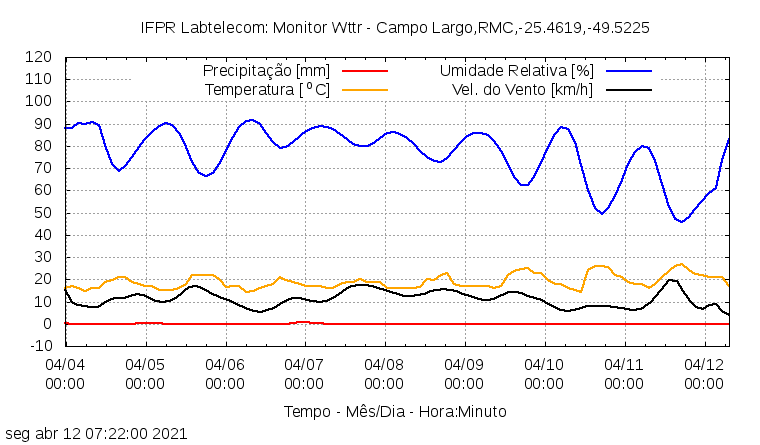 IFPR Labtelecom: Monitor Wttr - Campo Largo,RMC,-25.4619,-49.5225
Precipitação [mm] Umidade Relativa [%]
Temperatura [ ⁰C] Vel. do Vento [km/h]
120
110
100
90
80
70
60
50
40
30
20
10
0
-10
04/04 04/05 04/06 04/07 04/08 04/09 04/10 04/11 04/12
00:00 00:00 00:00 00:00 00:00 00:00 00:00 00:00 00:00
Tempo - Mês/Dia - Hora:Minuto
seg abr 12 07:22:00 2021